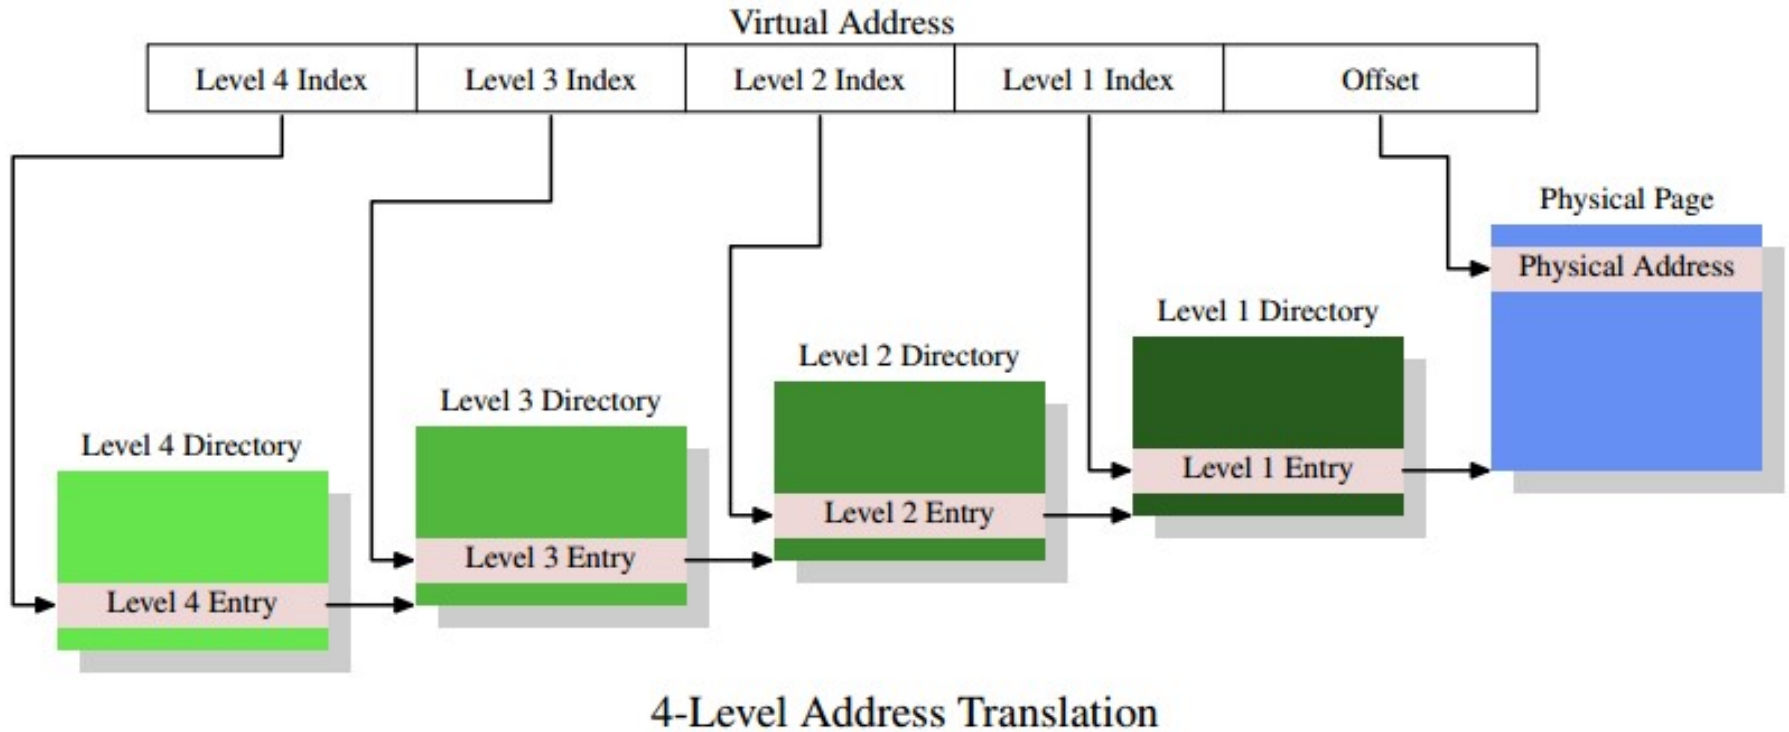 Virtual Address
Level 4 Index
Level 3 Index
Level 2 Index
Level 1 Index
Offset
Physical Page
Physical Address
Level 1 Directory
Level 2 Directory
Level 3 Directory
Level 4 Directory
Level 1 Entry
Level 2 Entry
Level 3 Entry
Level 4 Entry
4-Level Address Translation